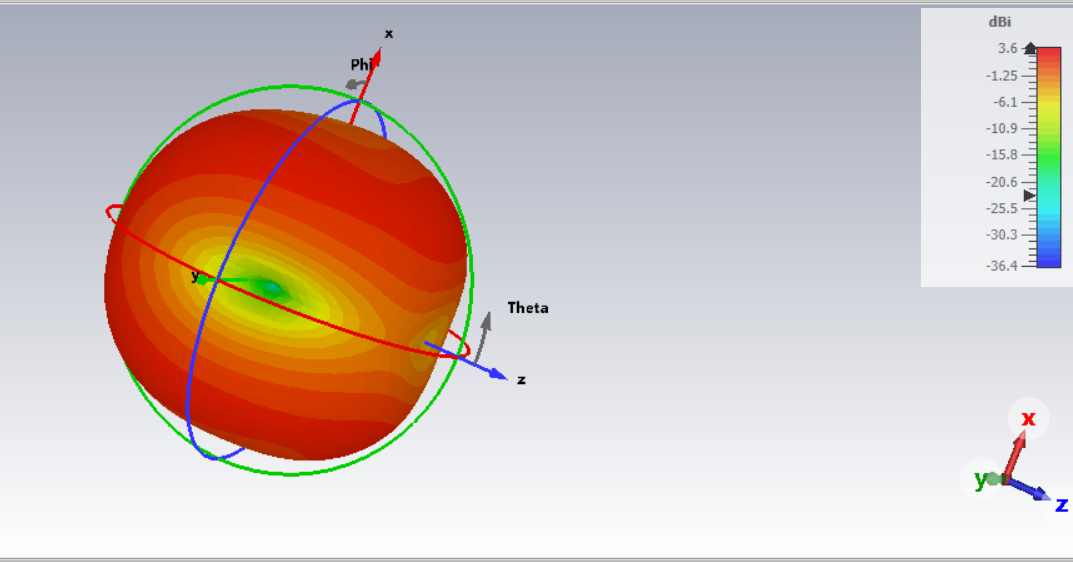 x
Phi
y
Theta
z
dBi
3.6
-1.25
-6.1
-10.9
-15.8
-20.6
-25.5
-30.3
-36.4
x
y
z